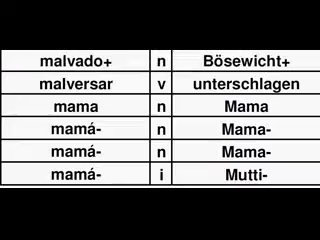 malvado+ n Bösewicht+
malversar v unterschlagen
mama n Mama
mamá- n Mama-
mamá- n Mama-
mamá- i Mutti-